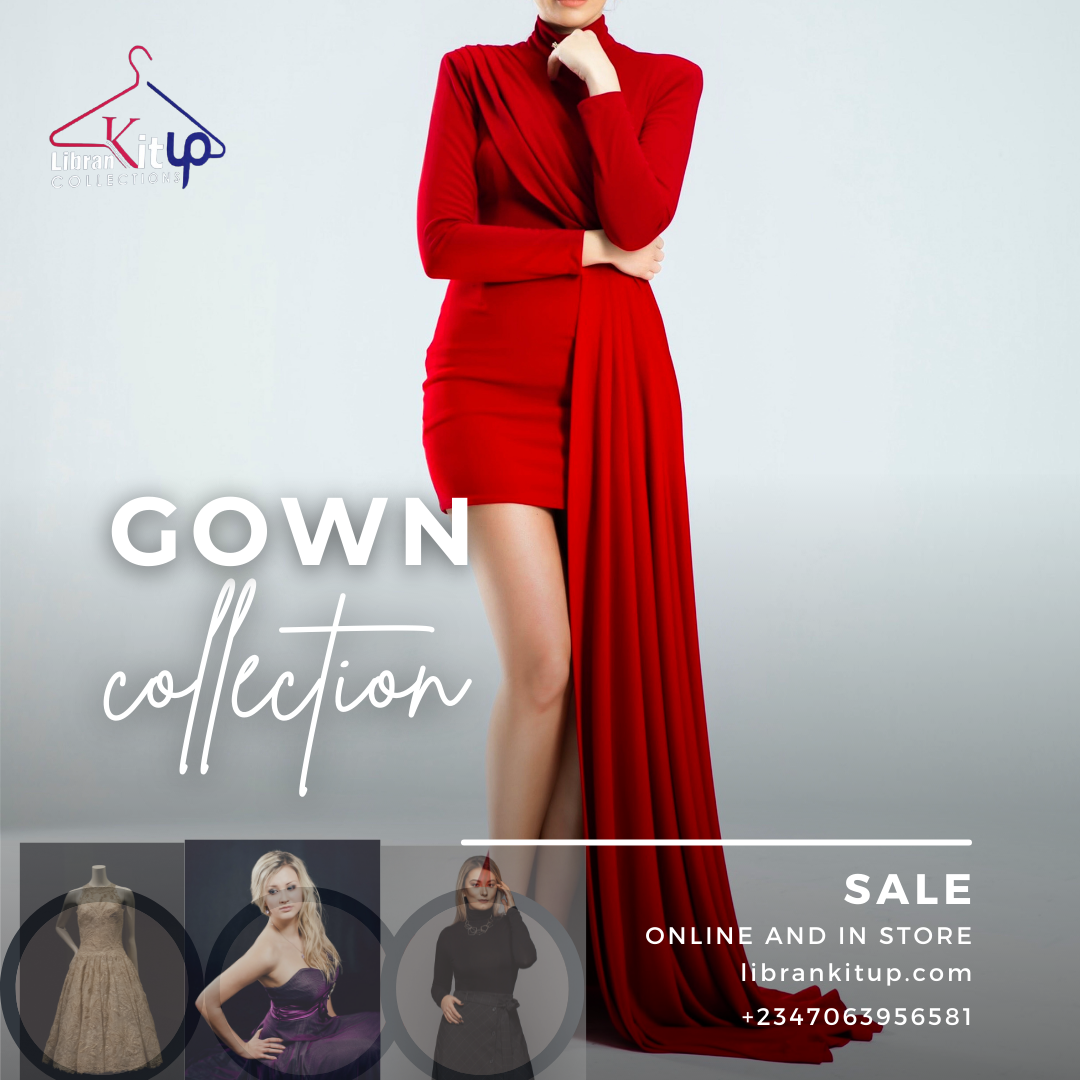 LibranKitup
COLLECTIONS
GOWN
collection
SALE
ONLINE AND IN STORE
librankitup.com
+2347063956581